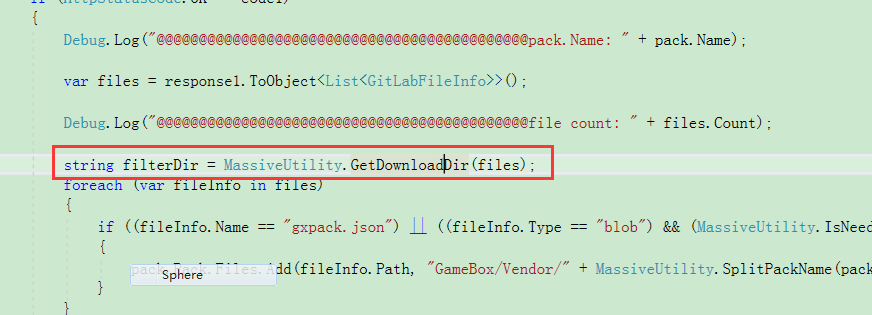 if (HttpStatusCode.OK
code1)
{
Debug.Log("@@@@@@@@@@@@@@@@@@@@@@@@@@@@@@@@@@@@@@@@@@@@pack.Name: " + pack.Name);
var files = response1.ToObject<List<GitLabFileInfo>>();
Debug.Log("@@@@@@@@@@@@@@@@@@@@@@@@@@@@@@@@@@@@@@@@@@@@file count: " + files.Count);
string filterDir = MassiveUtility.GetDownloadDir(files);
foreach (var fileInfo in files)
{
if ((fileInfo.Name == "gxpack.json") || ((fileInfo.Type == "blob") && (MassiveUtility.IsNeed
{
pack.Pack.Files.Add(fileInfo.Path, "GameBox/Vendor/" + MassiveUtility.SplitPackName(pack
Sphere
}
}